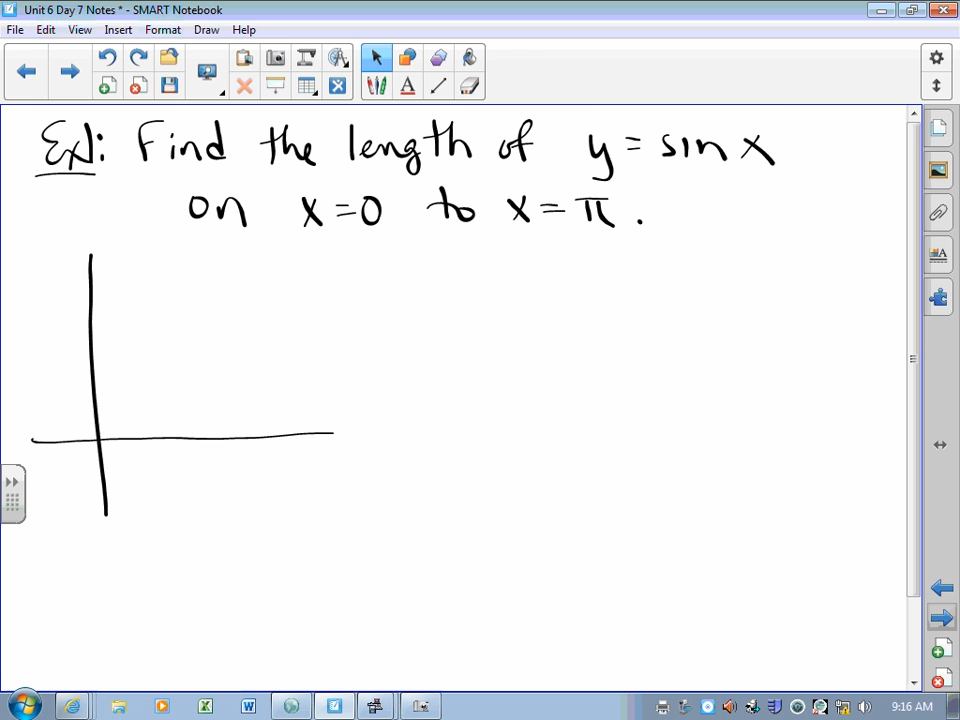 Unit 6 Day 7 Notes * - SMART Notebook
File Edit View Insert Format Draw Help
Ex: Find the length of y = sin x
on x = 0 to x = π .
9:16 AM